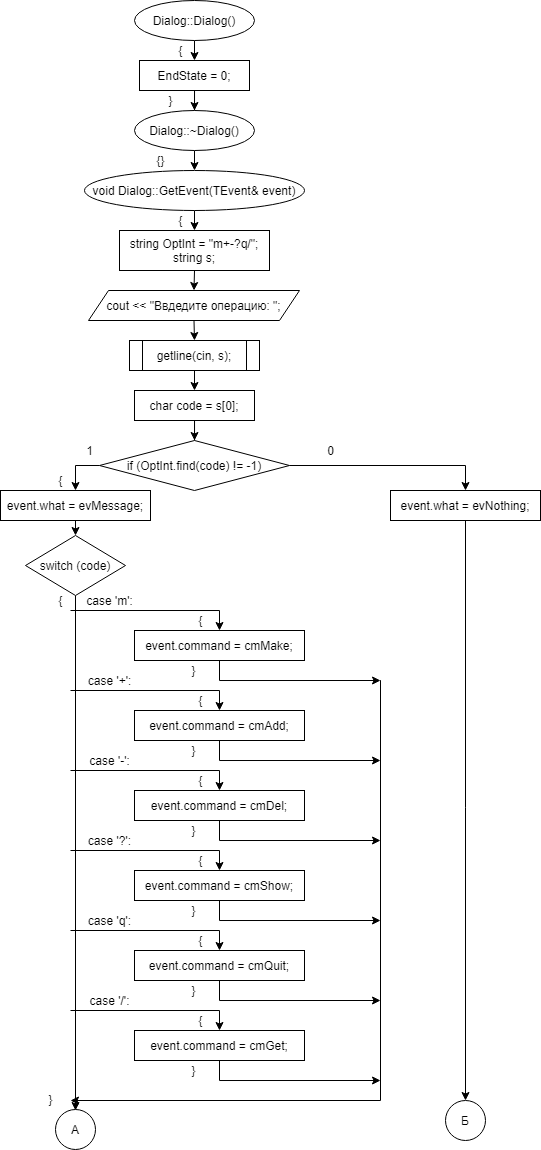 Dialog::Dialog()
{
EndState = 0;
}
Dialog::~Dialog()
{}
void Dialog::GetEvent(TEvent& event)
{
string OptInt = "m+-?q/";
string s;
cout << "Ввдедите операцию: ";
getline(cin, s);
char code = s[0];
1
if (OptInt.find(code) != -1)
0
{
event.what = evMessage;
event.what = evNothing;
switch (code)
{
case 'm':
{
event.command = cmMake;
}
case '+':
{
event.command = cmAdd;
}
case '-':
{
event.command = cmDel;
}
case '?':
{
event.command = cmShow;
}
case 'q':
{
event.command = cmQuit;
}
case '/':
{
event.command = cmGet;
}
}
А
Б